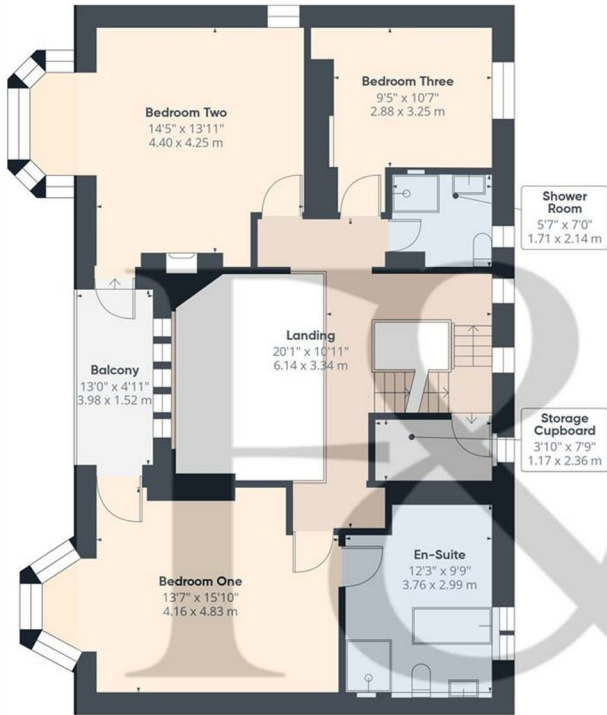 Bedroom Two
14'5" x 13'11"
4.40 x 4.25 m
Bedroom Three
9'5" x 10'7"
2.88 x 3.25 m
Shower
Room
5'7" x 7'0"
1.71 x 2.14 m
Landing
20'1" x 10'11"
6.14 x 3.34 m
Balcony
13'0" x 4'11"
3.98 x 1.52 m
Storage
Cupboard
3'10" x 7'9"
1.17 x 2.36 m
En-Suite
12'3" x 9'9"
3.76 x 2.99 m
Bedroom One
13'7" x 15'10"
4.16 x 4.83 m